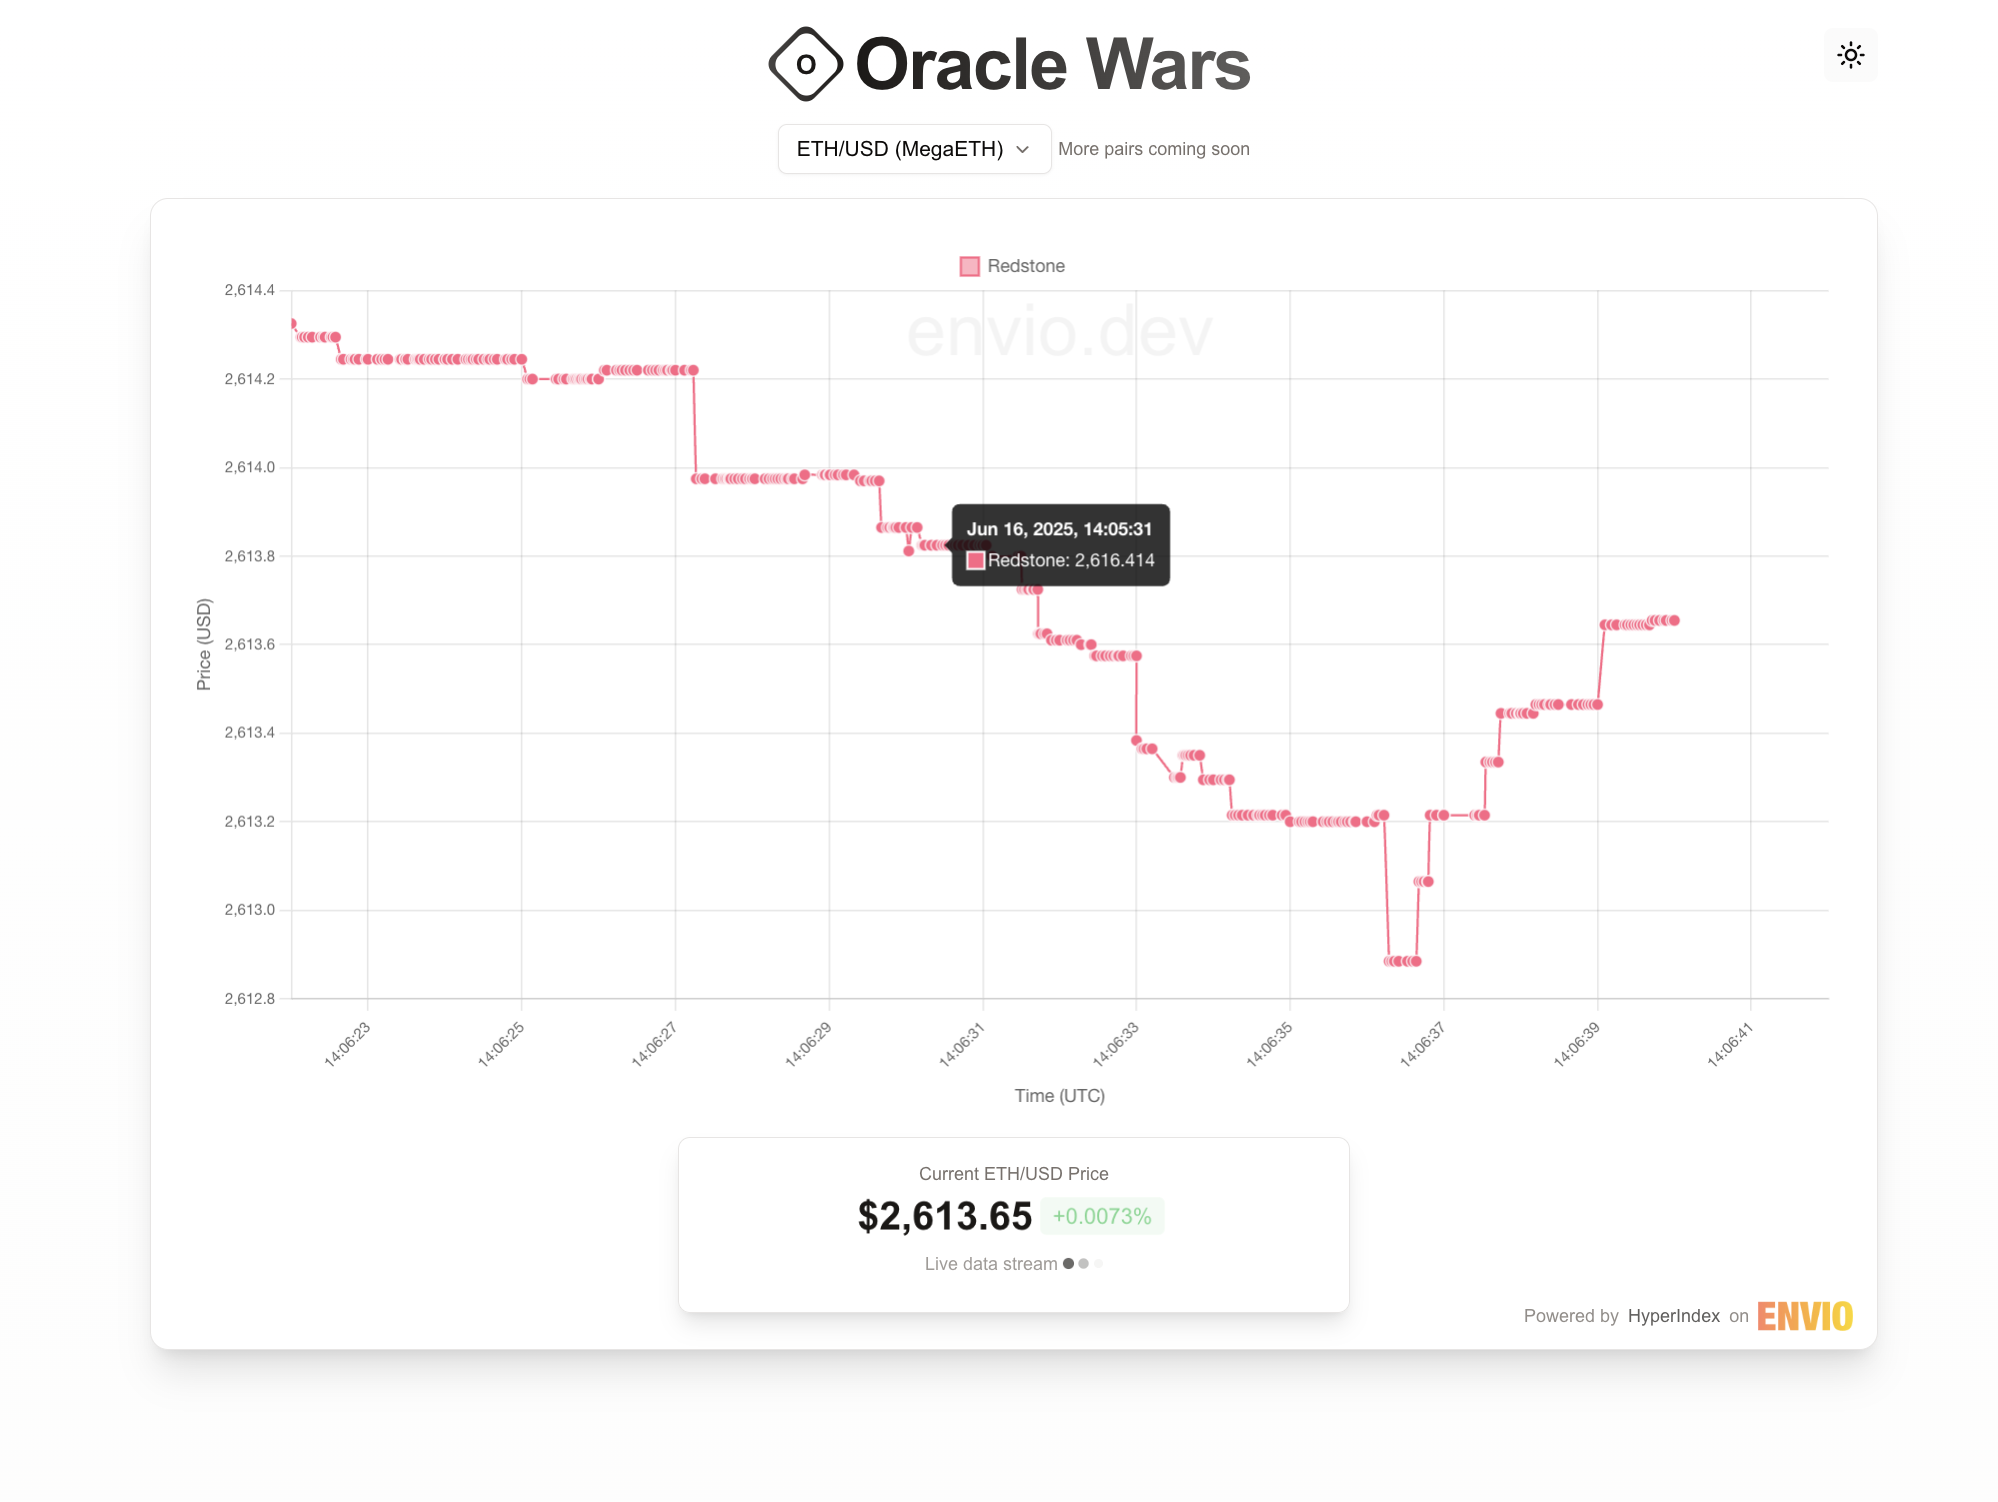 O Oracle Wars
ETH/USD (MegaETH) More pairs coming soon
Redstone
envio.dev
2,614.4
2,614.2
2,614.0
2,613.8
2,613.6
2,613.4
2,613.2
2,613.0
2,612.8
Price (USD)
Jun 16, 2025, 14:05:31
Redstone: 2,616.414
14:06:23
14:06:25
14:06:27
14:06:29
14:06:31
14:06:33
14:06:35
14:06:37
14:06:39
14:06:41
Time (UTC)
Current ETH/USD Price
$2,613.65 +0.0073%
Live data stream
Powered by HyperIndex on ENVIO